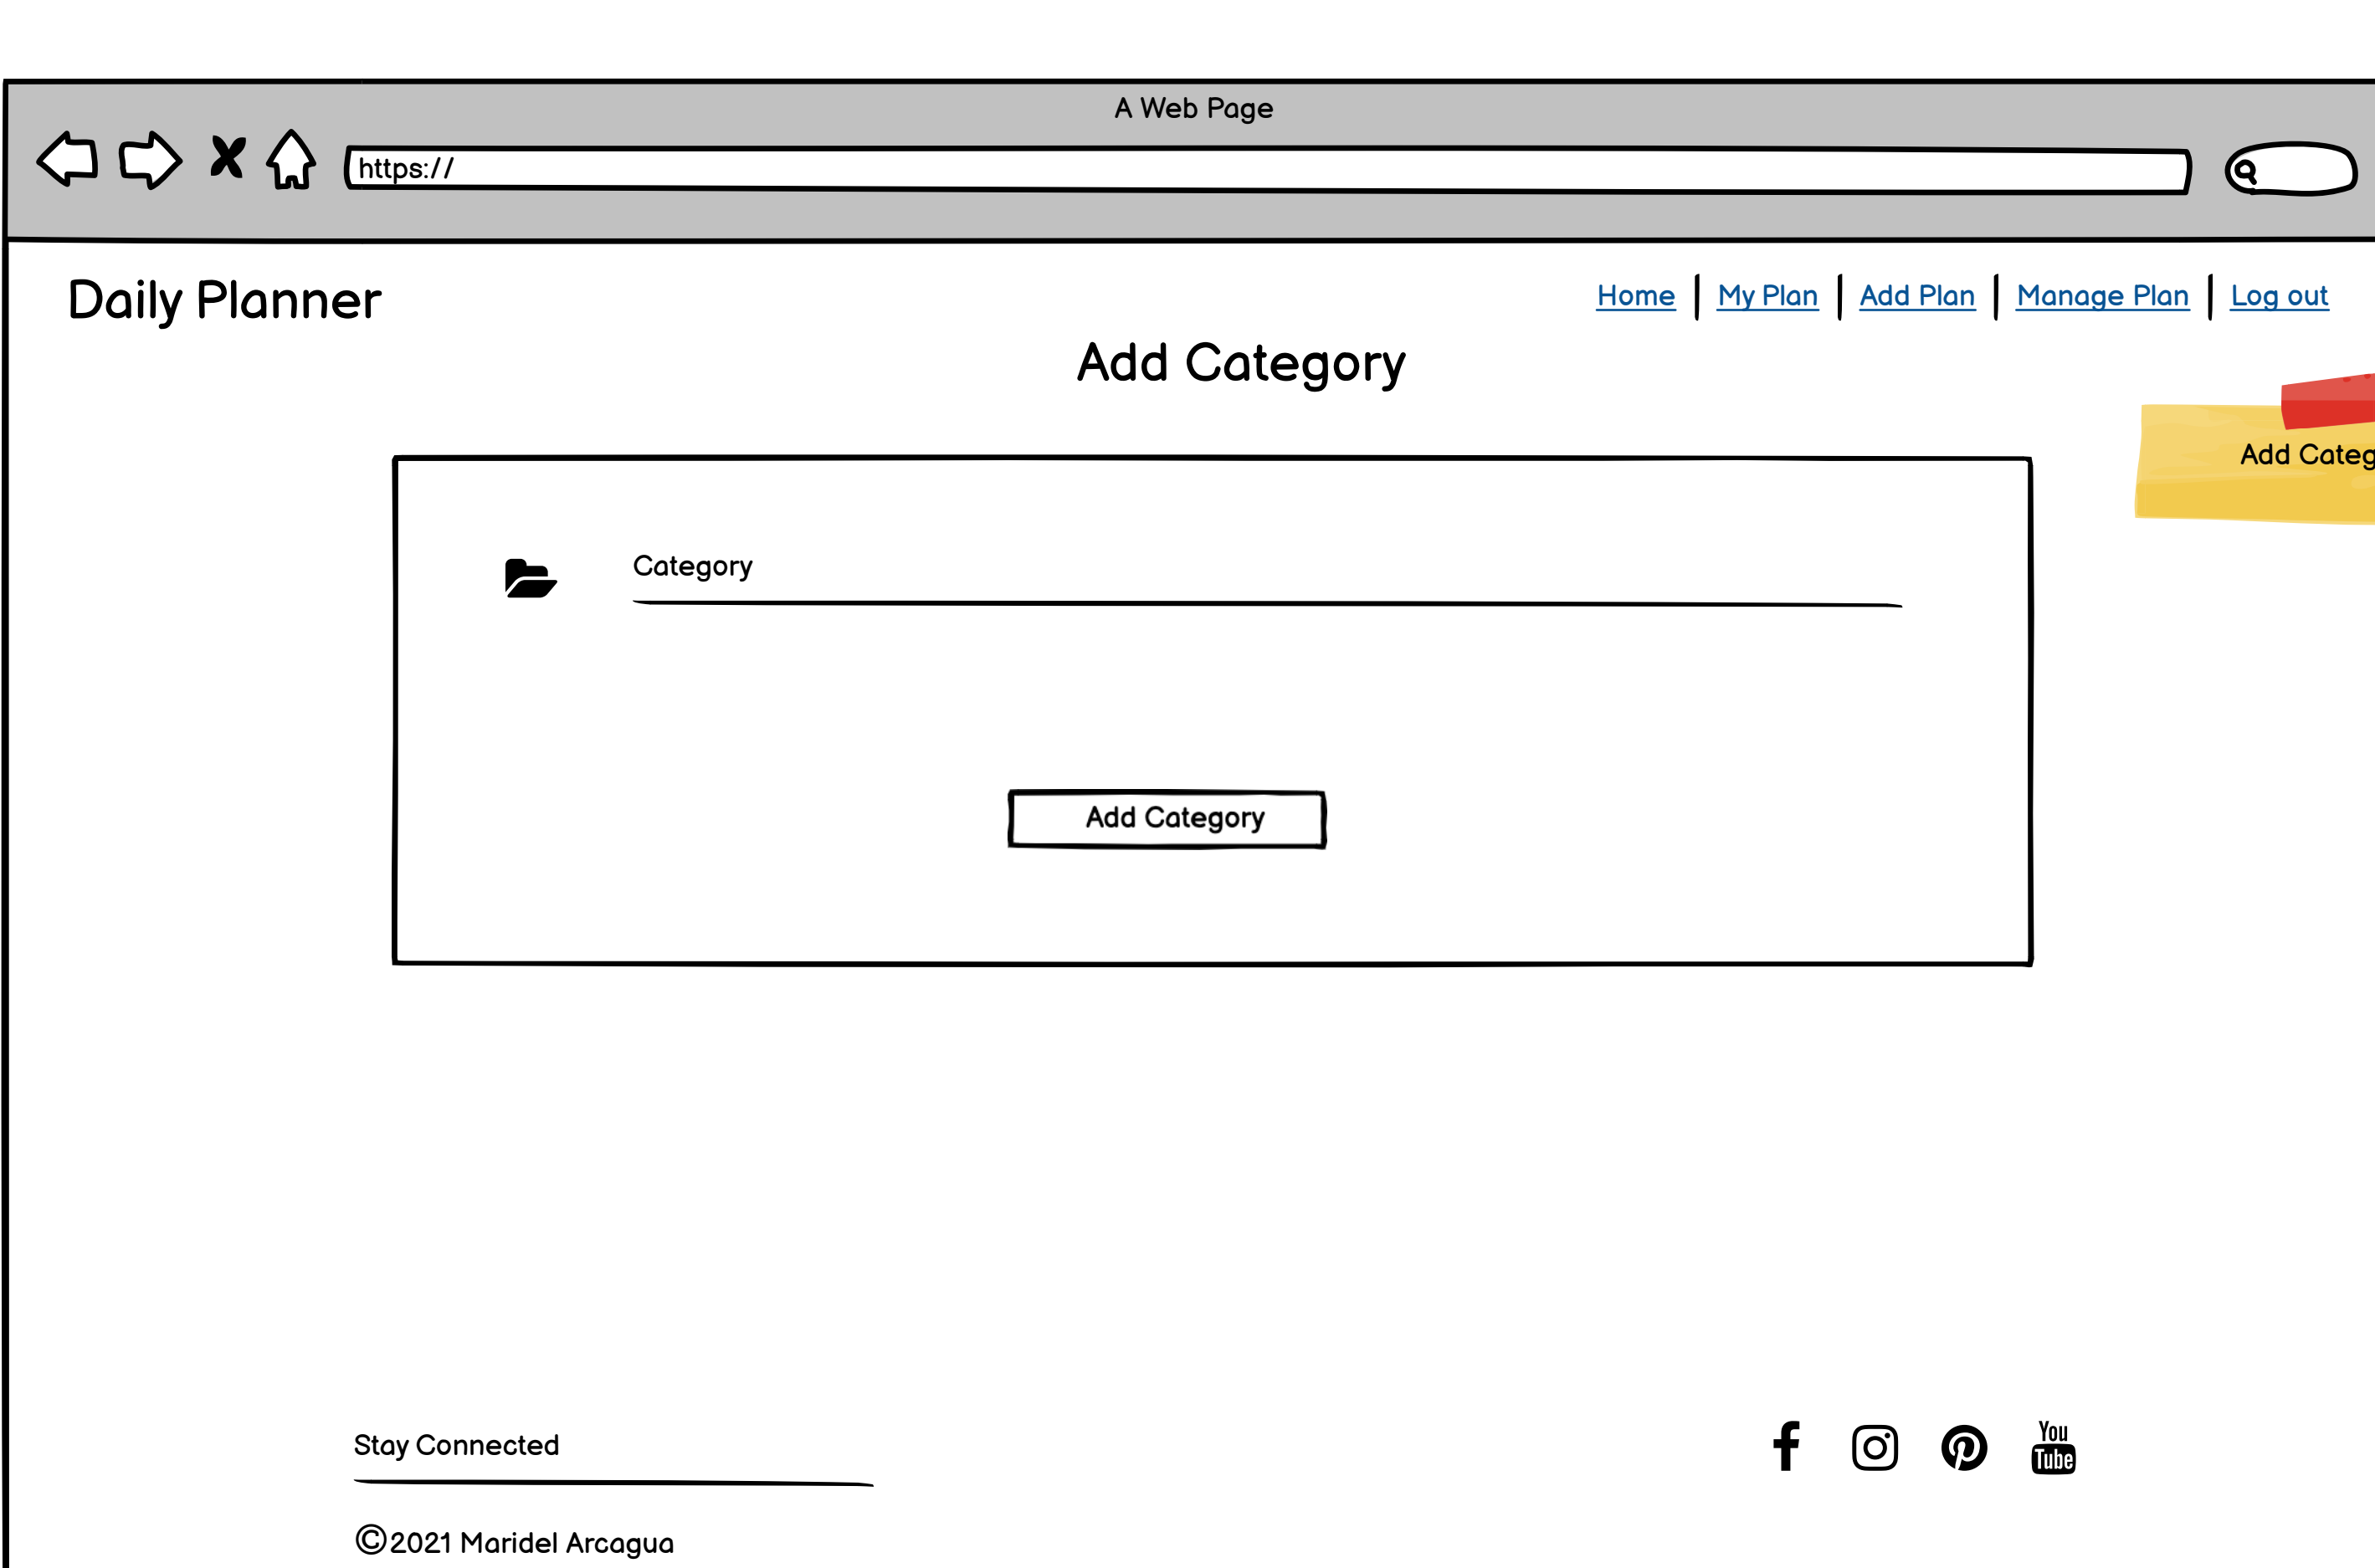 A Web Page
https://
Daily Planner
Home | My Plan | Add Plan | Manage Plan | Log out
Add Category
Add Categ
Category
Add Category
Stay Connected
You
Tube
©2021 Maridel Arcagua